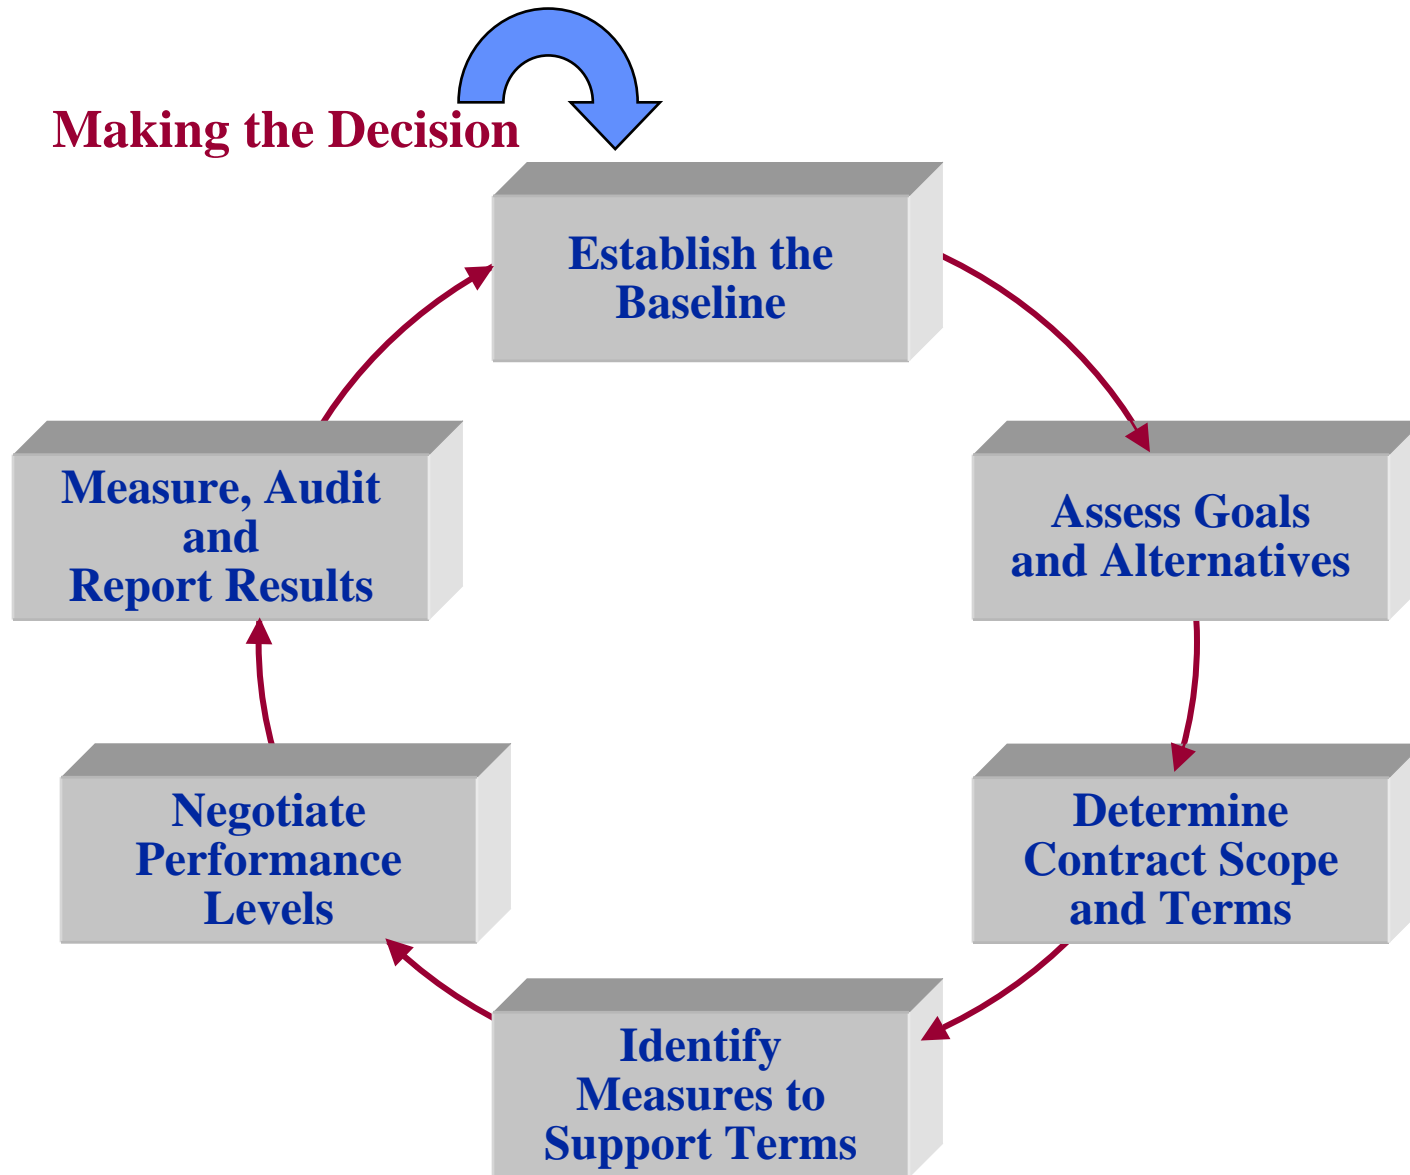 Making the Decision
Establish the
Baseline
Assess Goals
and Alternatives
Determine
Contract Scope
and Terms
Identify
Measures to
Support Terms
Negotiate
Performance
Levels
Measure, Audit
and
Report Results